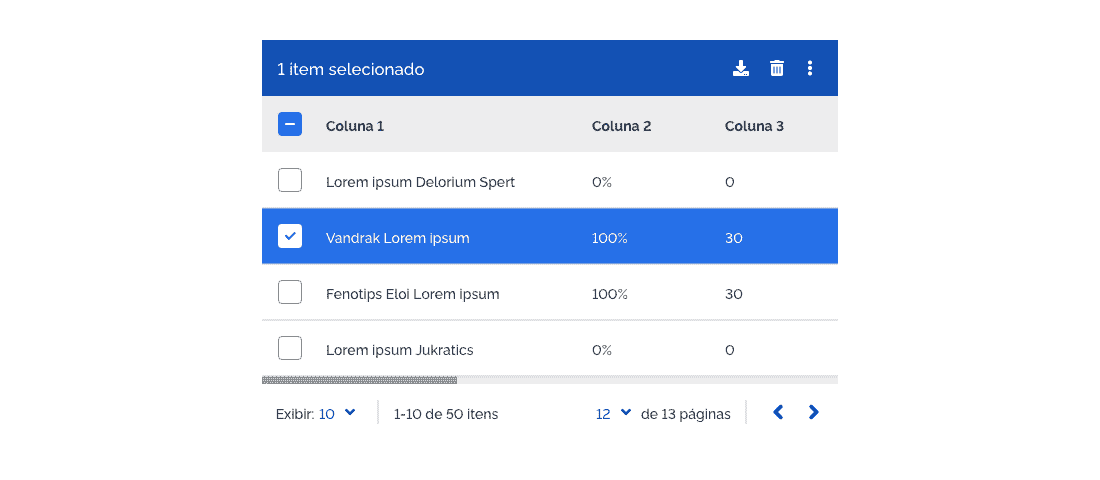 1 item selecionado
Coluna 1 Coluna 2 Coluna 3
Lorem ipsum Delorium Spert 0% 0
Vandrak Lorem ipsum 100% 30
Fenotips Eloi Lorem ipsum 100% 30
Lorem ipsum Jukratics 0% 0
Exibir: 10 1-10 de 50 itens 12 de 13 páginas